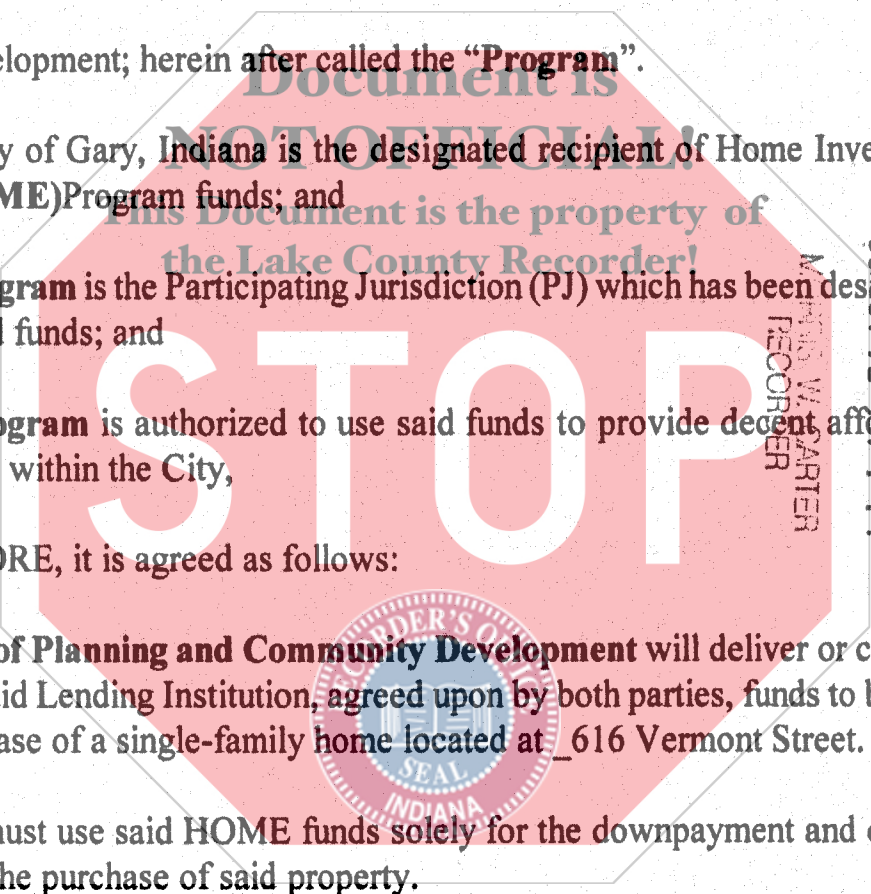 elopment; herein after called the “Program”.
Document is
NOT OFFICIAL!
This Document is the property of
the Lake County Recorder!
y of Gary, Indiana is the designated recipient of Home Inve
ME)Program funds; and
gram is the Participating Jurisdiction (PJ) which has been des
funds; and
ogram is authorized to use said funds to provide decent affo
within the City,
STOP
W. CARTER
RECORDER
ORE, it is agreed as follows:
of Planning and Community Development will deliver or c
id Lending Institution, agreed upon by both parties, funds to b
ase of a single-family home located at _616 Vermont Street.
RECORDER'S OFFICE
SEAL
INDIANA
must use said HOME funds solely for the downpayment and
he purchase of said property.